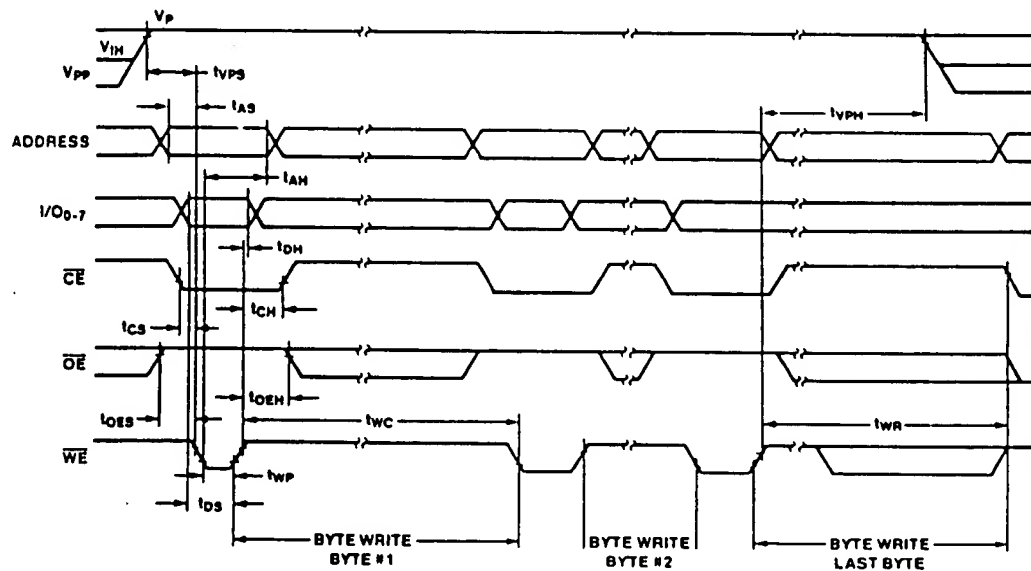 VP
VIH
VPP
tVPS
tAS
tVPH
ADDRESS
tAH
I/O0-7
tDH
CE
tCS
tCH
OE
tOES
tOEH
tWC
tWR
WE
tWP
tDS
BYTE WRITE
BYTE #1
BYTE WRITE
BYTE #2
BYTE WRITE
LAST BYTE